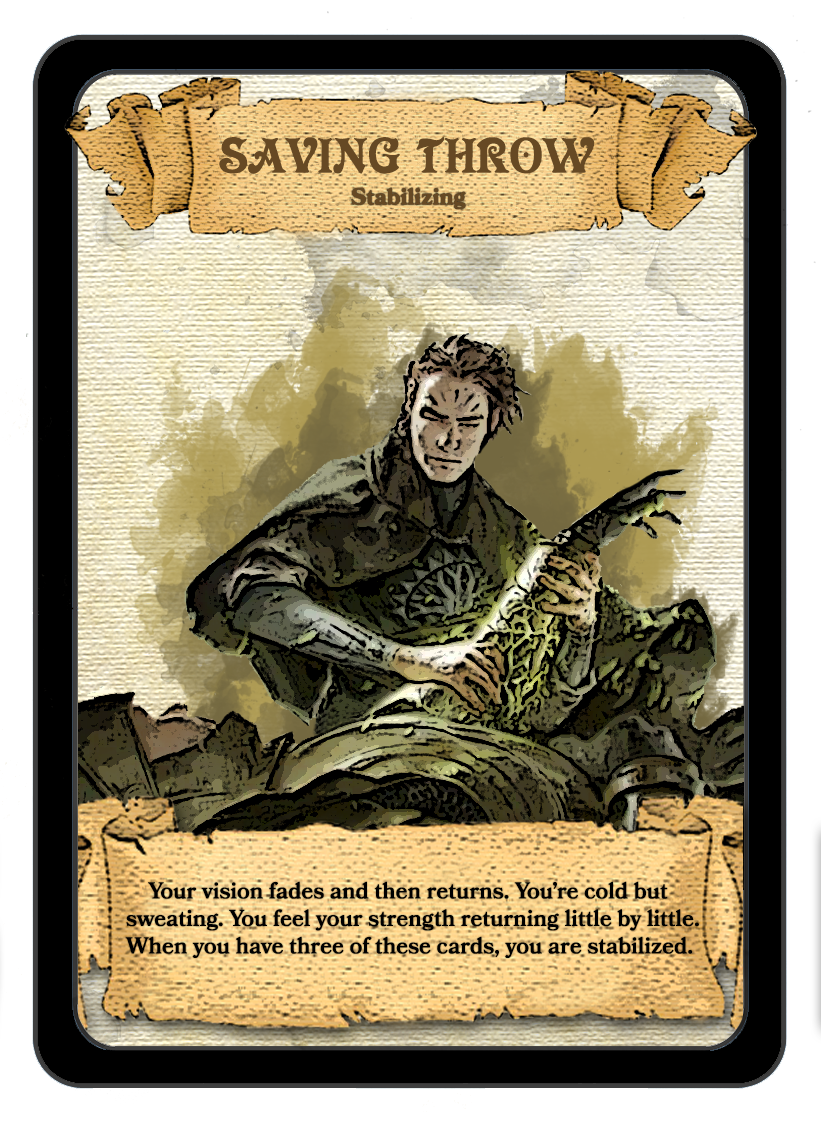 SAVING THROW
Stabilizing
Your vision fades and then returns. You're cold but
sweating. You feel your strength returning little by little.
When you have three of these cards, you are stabilized.